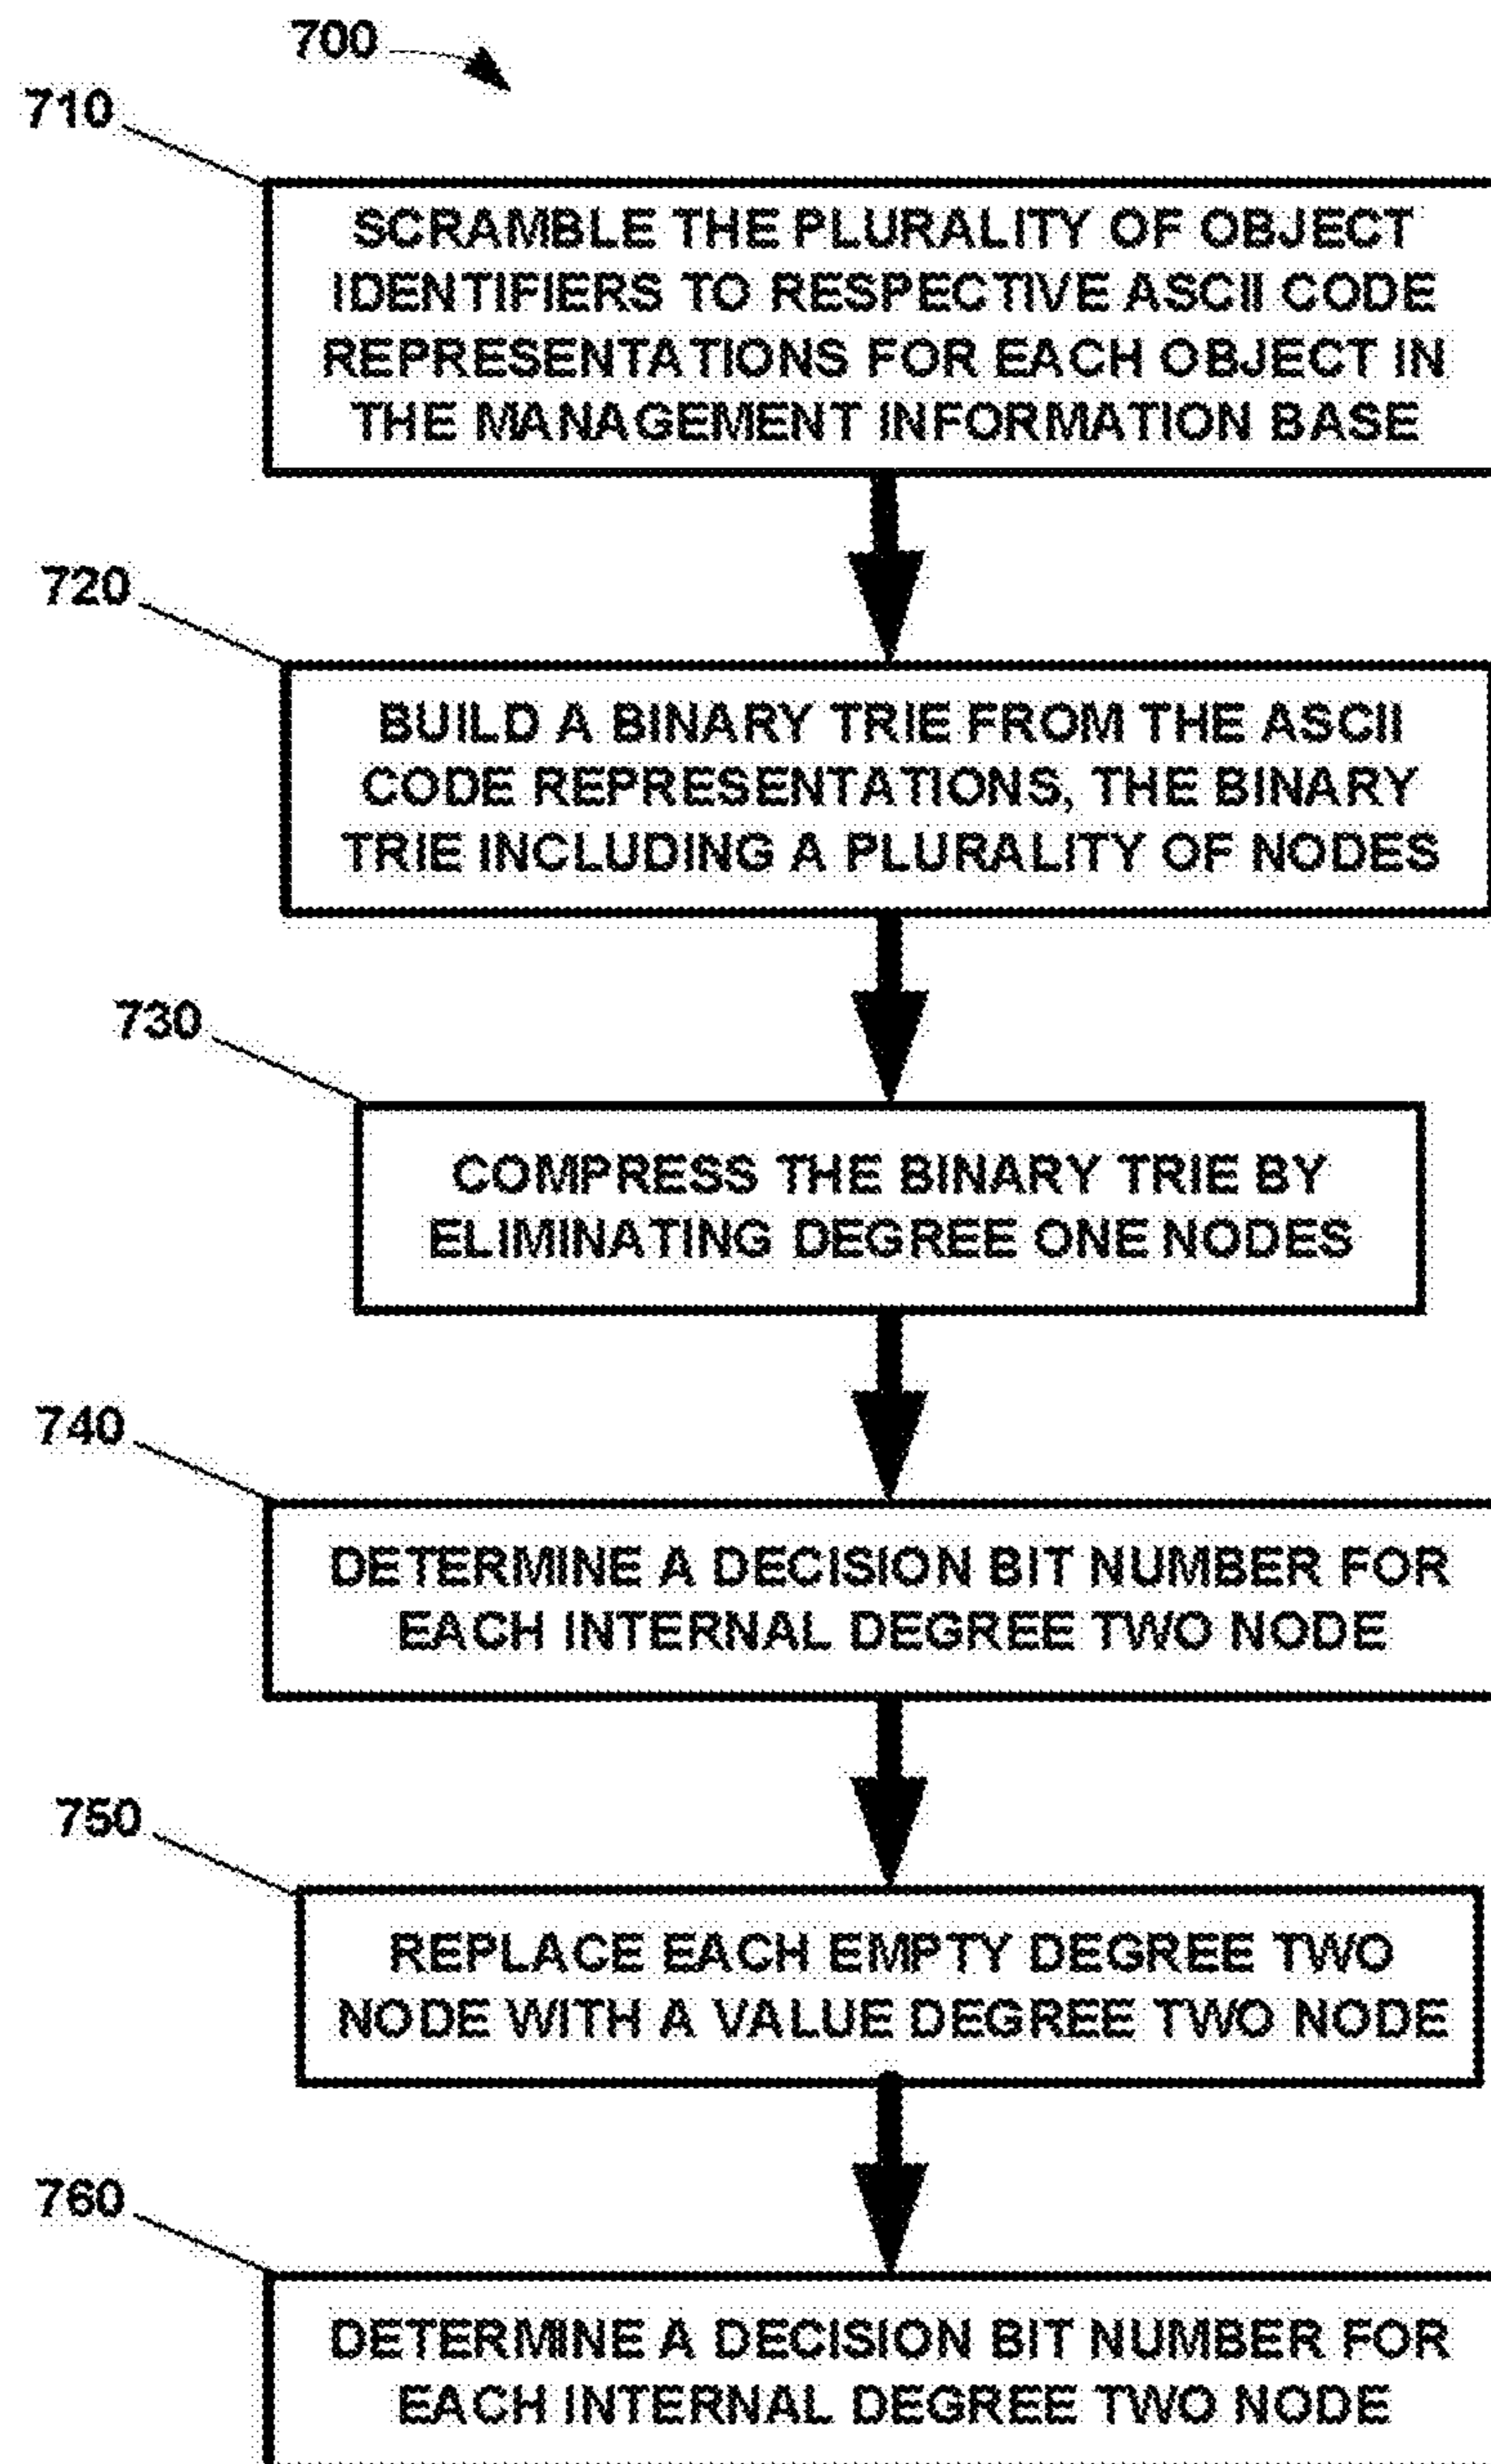 700
710
SCRAMBLE THE PLURALITY OF OBJECT
IDENTIFIERS TO RESPECTIVE ASCII CODE
REPRESENTATIONS FOR EACH OBJECT IN
THE MANAGEMENT INFORMATION BASE
720
BUILD A BINARY TRIE FROM THE ASCII
CODE REPRESENTATIONS, THE BINARY
TRIE INCLUDING A PLURALITY OF NODES
730
COMPRESS THE BINARY TRIE BY
ELIMINATING DEGREE ONE NODES
740
DETERMINE A DECISION BIT NUMBER FOR
EACH INTERNAL DEGREE TWO NODE
750
REPLACE EACH EMPTY DEGREE TWO
NODE WITH A VALUE DEGREE TWO NODE
760
DETERMINE A DECISION BIT NUMBER FOR
EACH INTERNAL DEGREE TWO NODE